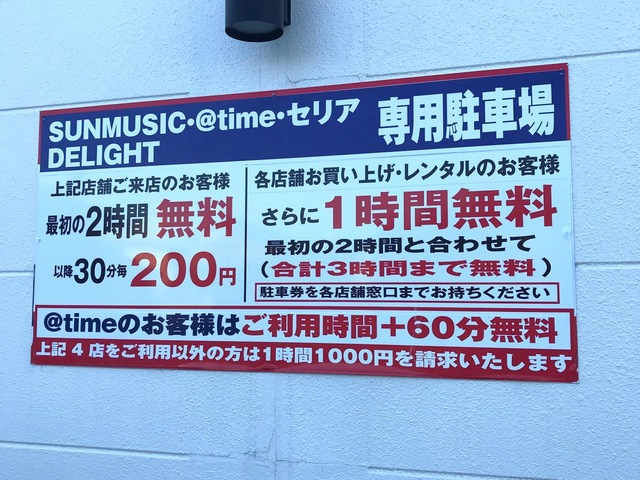 SUNMUSIC・@time・セリア
DELIGHT
専用駐車場
上記店舗ご来店のお客様
最初の2時間 無料
以降30分毎 200円
各店舗お買い上げ・レンタルのお客様
さらに1時間無料
最初の2時間と合わせて
(合計3時間まで無料)
駐車券を各店舗窓口までお持ちください
@timeのお客様はご利用時間+60分無料
上記4店をご利用以外の方は1時間1000円を請求いたします